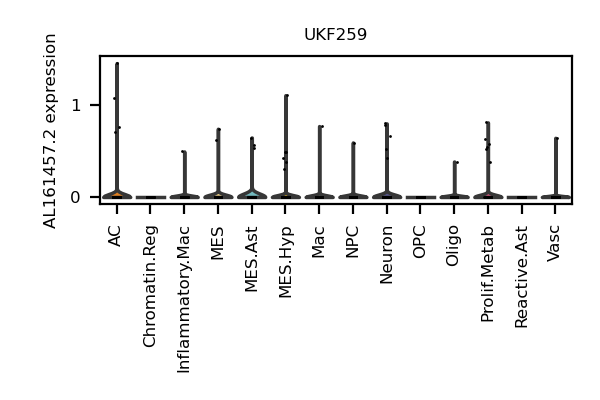 UKF259
AL161457.2 expression
1
0
AC
Chromatin.Reg
Inflammatory.Mac
MES
MES.Ast
MES.Hyp
Mac
NPC
Neuron
OPC
Oligo
Prolif.Metab
Reactive.Ast
Vasc